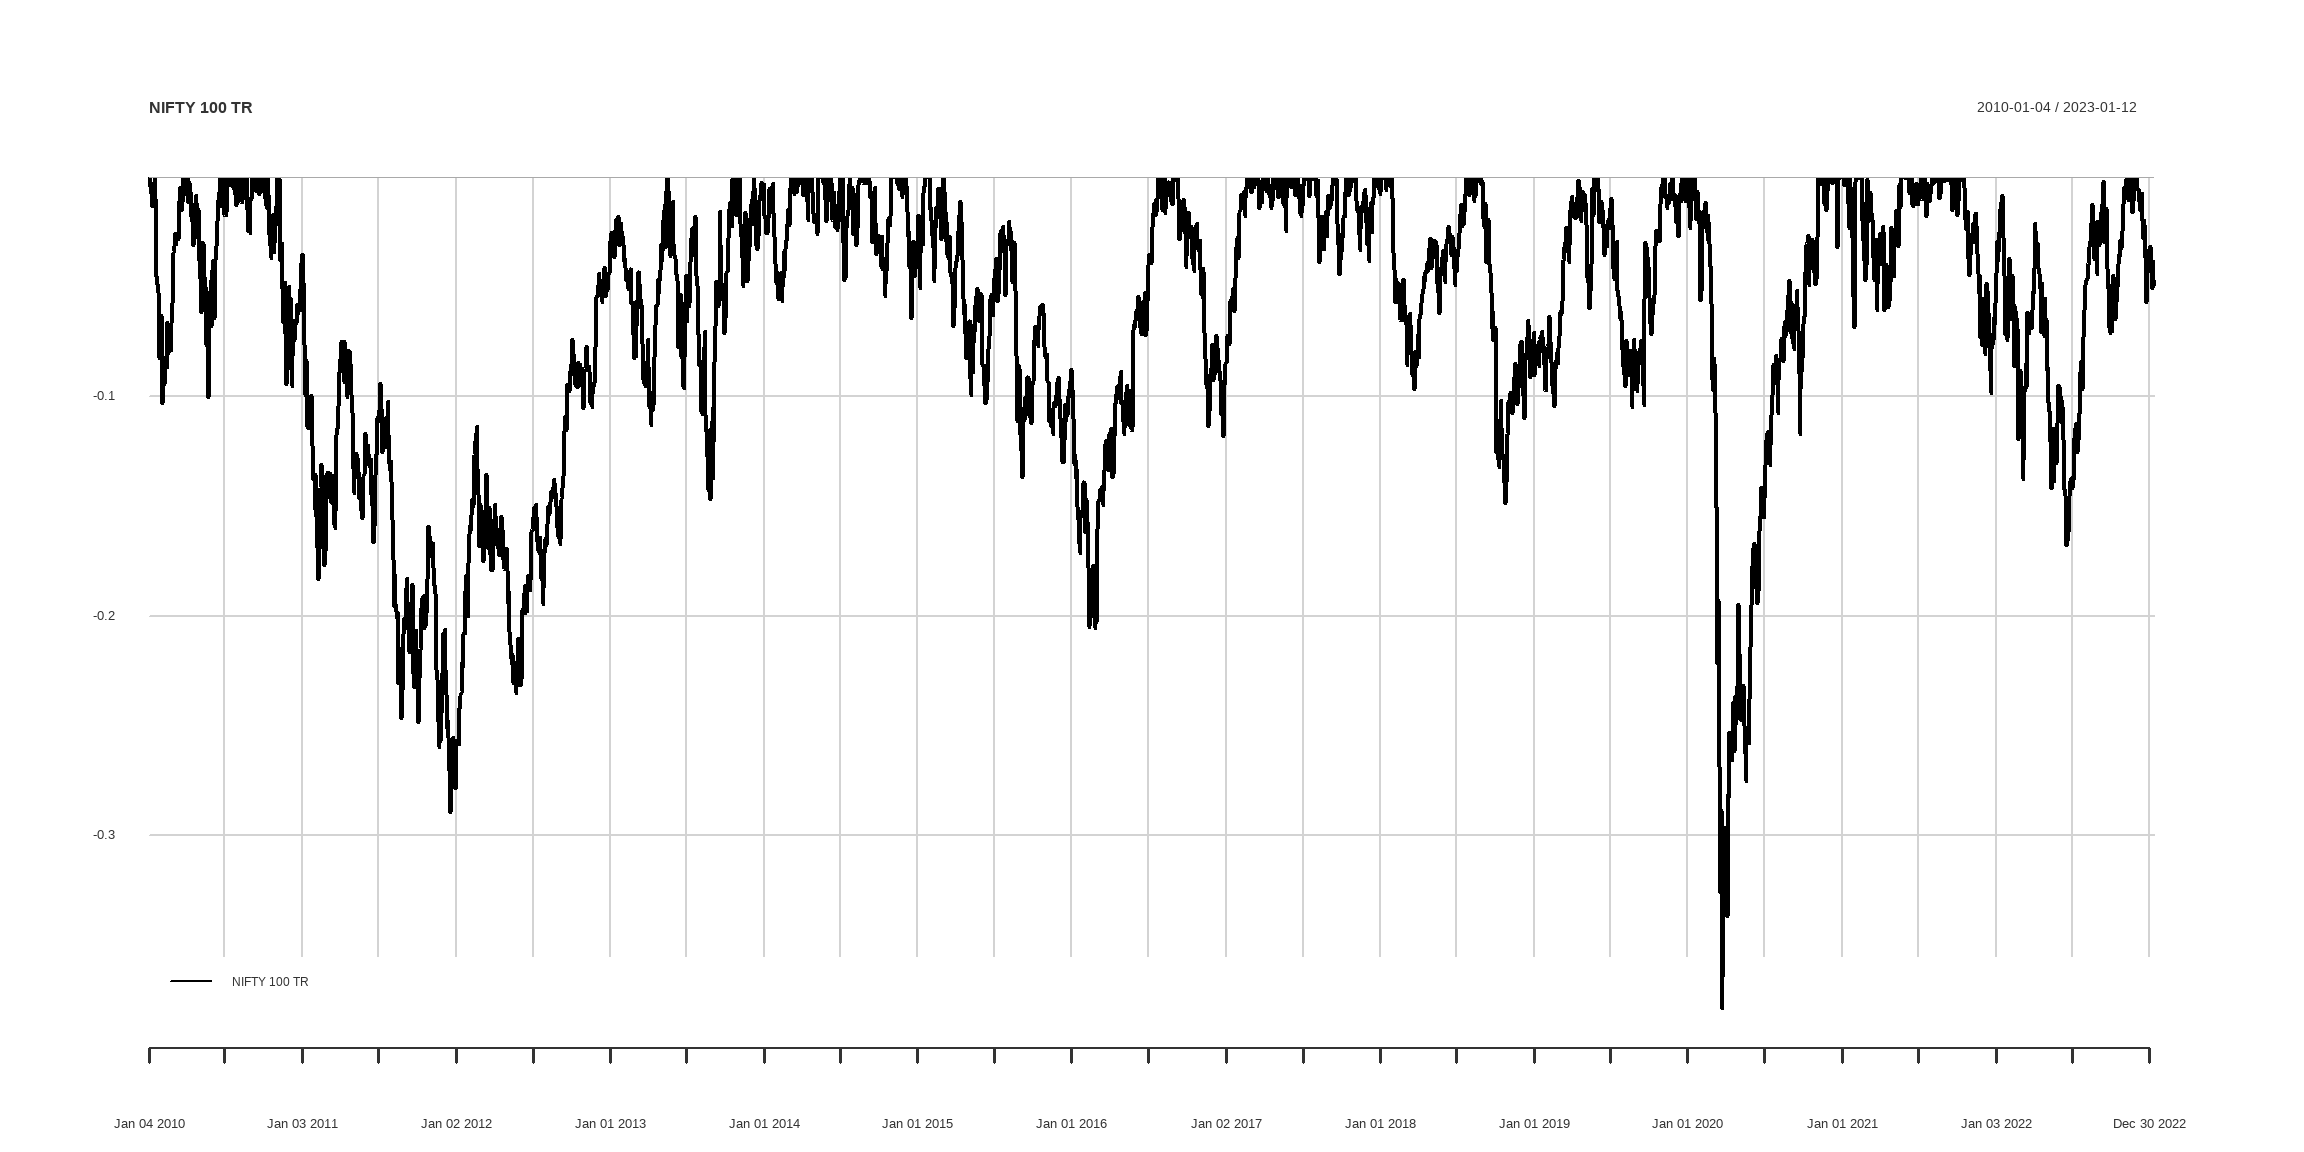 NIFTY 100 TR
2010-01-04 / 2023-01-12
-0.1
-0.2
-0.3
NIFTY 100 TR
Jan 04 2010
Jan 03 2011
Jan 02 2012
Jan 01 2013
Jan 01 2014
Jan 01 2015
Jan 01 2016
Jan 02 2017
Jan 01 2018
Jan 01 2019
Jan 01 2020
Jan 01 2021
Jan 03 2022
Dec 30 2022